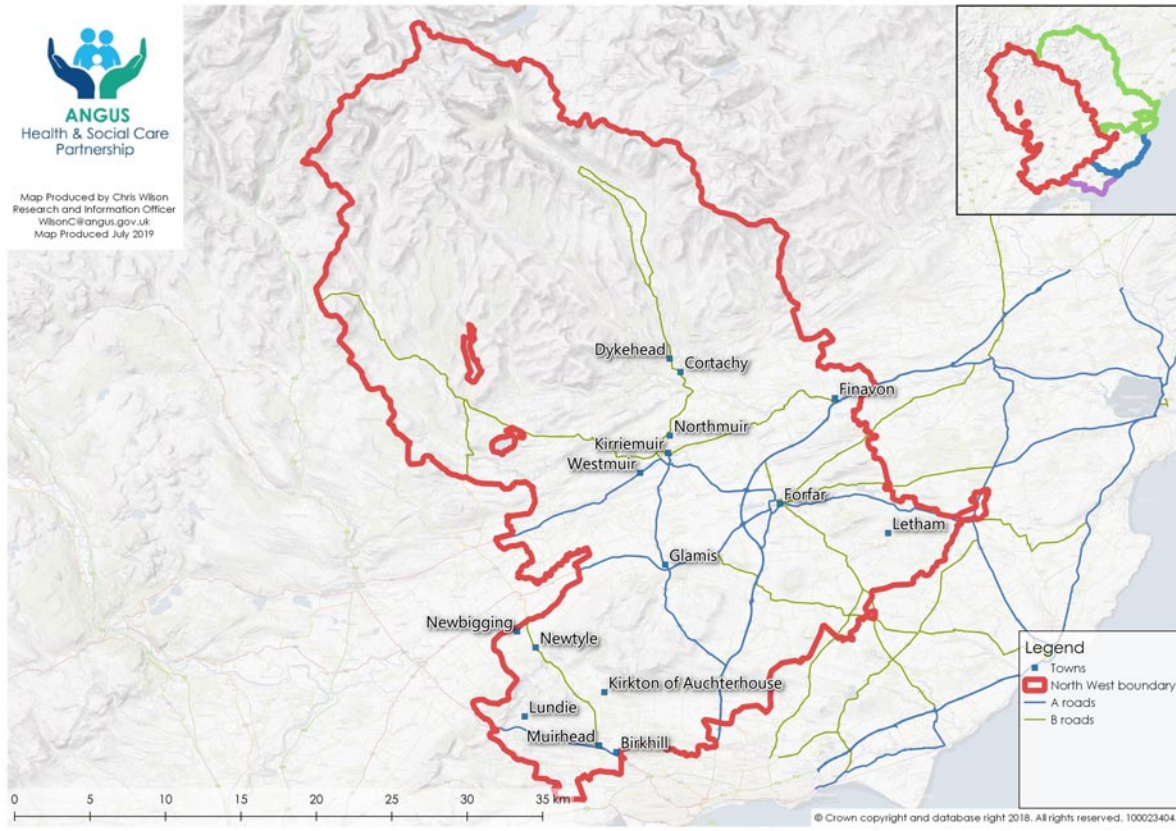 ANGUS
Health & Social Care
Partnership
Map Produced by Chris Wilson
Research and Information Officer
WilsonC@angus.gov.uk
Map Produced July 2019
Dykehead
Cortachy
Finavon
Northmuir
Kirriemuir
Westmuir
Forfar
Letham
Glamis
Newbigging
Newtyle
Kirkton of Auchterhouse
Lundie
Muirhead
Birkhill
Legend
Towns
North West boundary
A roads
B roads
0 5 10 15 20 25 30 35 km
© Crown copyright and database right 2018. All rights reserved. 10002340